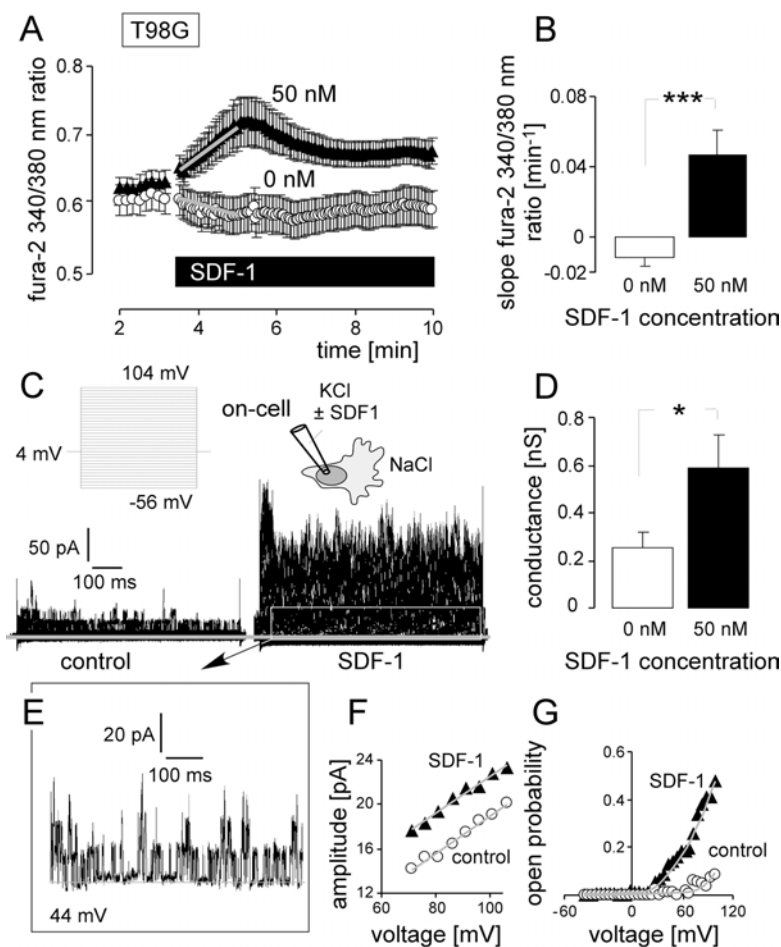 A
T98G
fura-2 340/380 nm ratio
0.8
0.7
0.6
0.5
50 nM
0 nM
SDF-1
2
4
6
8
10
time [min]
B
slope fura-2 340/380 nm
ratio [min-1]
0.08
0.04
0
-0.02
***
0 nM
50 nM
SDF-1 concentration
C
104 mV
4 mV
-56 mV
50 pA
100 ms
on-cell
KCl
± SDF1
NaCl
control
SDF-1
D
conductance [nS]
0.8
0.6
0.4
0.2
0
*
0 nM
50 nM
SDF-1 concentration
E
20 pA
100 ms
44 mV
F
amplitude [pA]
24
20
16
12
SDF-1
control
60
80
100
voltage [mV]
G
open probability
0.6
0.4
0.2
SDF-1
control
-60
0
60
120
voltage [mV]